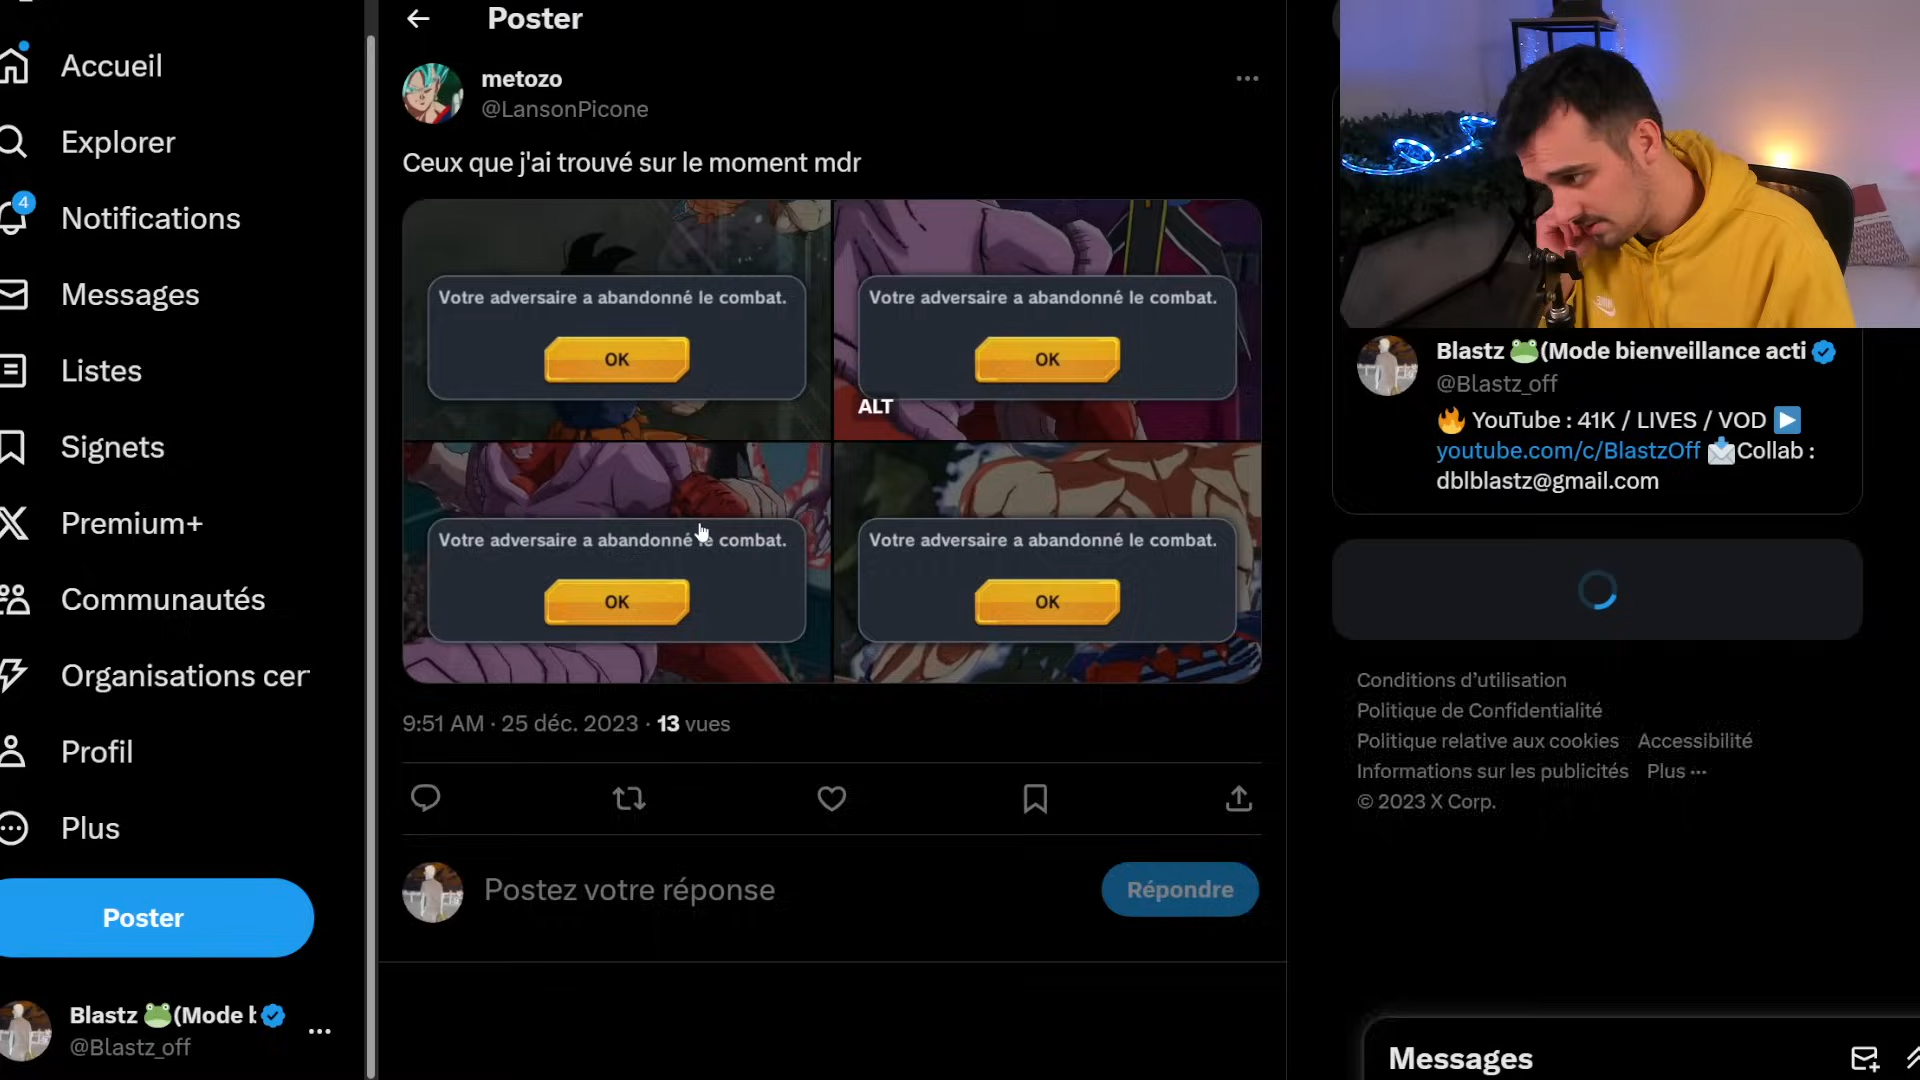 Accueil
Explorer
4
Notifications
Messages
Listes
Signets
Premium+
Communautés
Organisations cer
Profil
Plus
Poster
Blastz 🐸(Mode b
@Blastz_off
Poster
metozo
@LansonPicone
Ceux que j'ai trouvé sur le moment mdr
Votre adversaire a abandonné le combat.
OK
Votre adversaire a abandonné le combat.
OK
ALT
Votre adversaire a abandonné le combat.
OK
Votre adversaire a abandonné le combat.
OK
9:51 AM · 25 déc. 2023 · 13 vues
Postez votre réponse
Répondre
Blastz 🐸(Mode bienveillance acti
@Blastz_off
🔥 YouTube : 41K / LIVES / VOD ▶️
youtube.com/c/BlastzOff 📩Collab :
dblblastz@gmail.com
Conditions d’utilisation
Politique de Confidentialité
Politique relative aux cookies Accessibilité
Informations sur les publicités Plus ···
© 2023 X Corp.
Messages